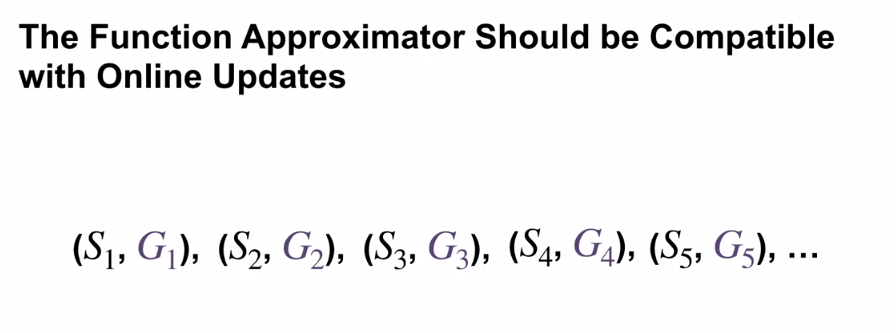 The Function Approximator Should be Compatible
with Online Updates
(S₁, G₁), (S₂, G₂), (S₃, G₃), (S₄, G₄), (S₅, G₅), ...